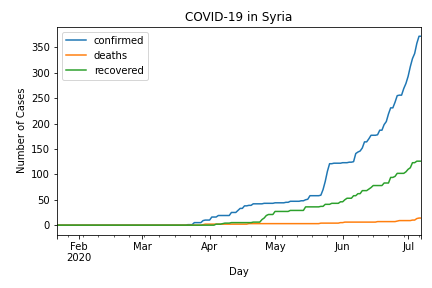 COVID-19 in Syria
confirmed
deaths
recovered
Number of Cases
350
300
250
200
150
100
50
0
Feb Mar Apr May Jun Jul
2020
Day